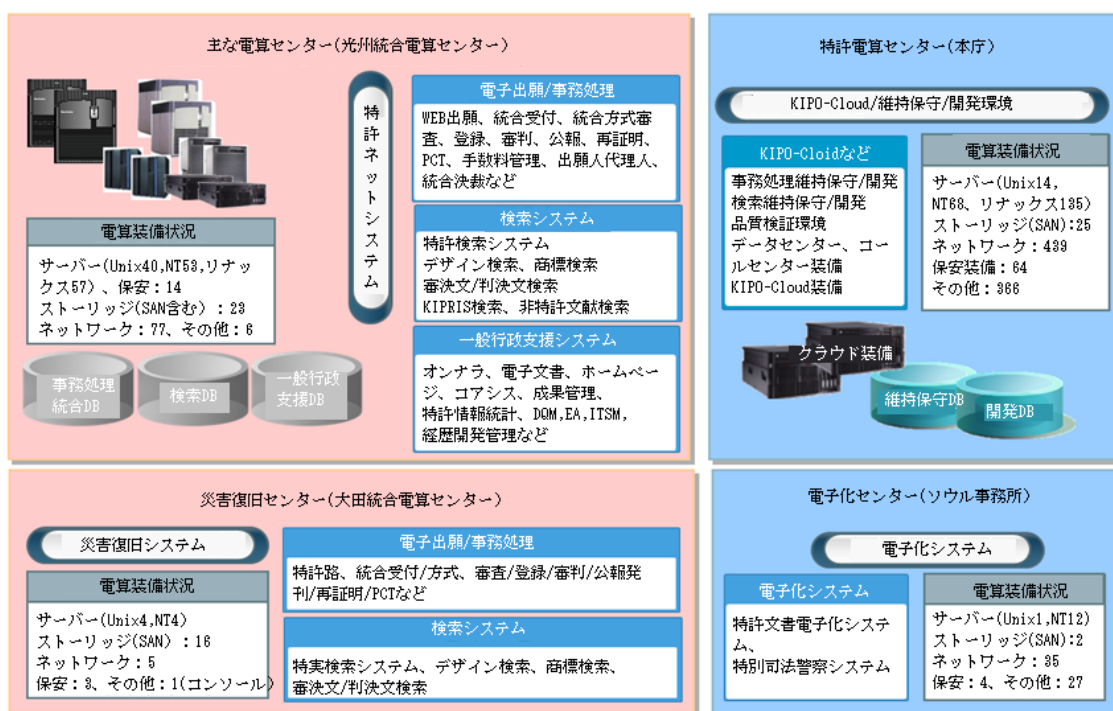 主な電算センター(光州統合電算センター)
特許ネットシステム
電子出願/事務処理
WEB出願、統合受付、統合方式審
査、登録、審判、公報、再証明、
PCT、手数料管理、出願人代理人、
統合決裁など
電算装備状況
サーバー(Unix40,NT53,リナッ
クス57)、保安：14
ストーリッジ(SAN含む）：23
ネットワーク：77、その他：6
検索システム
特許検索システム
デザイン検索、商標検索
審決文/判決文検索
KIPRIS検索、非特許文献検索
一般行政支援システム
オンナラ、電子文書、ホームペー
ジ、コアシス、成果管理、
特許情報統計、DQM,EA,ITSM,
経歴開発管理など
事務処理
統合DB
検索DB
一般行政
支援DB
特許電算センター(本庁)
KIPO-Cloud/維持保守/開発環境
KIPO-Cloidなど
事務処理維持保守/開発
検索維持保守/開発
品質検証環境
データセンター、コー
ルセンター装備
KIPO-Cloud装備
電算装備状況
サーバー(Unix14,
NT68、リナックス135)
ストーリッジ(SAN):25
ネットワーク：439
保安装備：64
その他：366
クラウド装備
維持保守DB
開発DB
災害復旧センター(大田統合電算センター)
災害復旧システム
電算装備状況
サーバー(Unix4,NT4)
ストーリッジ(SAN）：16
ネットワーク：5
保安：3、その他：1(コンソール)
電子出願/事務処理
特許路、統合受付/方式、審査/登録/審判/公報発
刊/再証明/PCTなど
検索システム
特実検索システム、デザイン検索、商標検索、
審決文/判決文検索
電子化センター(ソウル事務所)
電子化システム
電子化システム
特許文書電子化システ
ム、
特別司法警察システム
電算装備状況
サーバー(Unix1,NT12)
ストーリッジ(SAN):2
ネットワーク：35
保安：4、その他：27